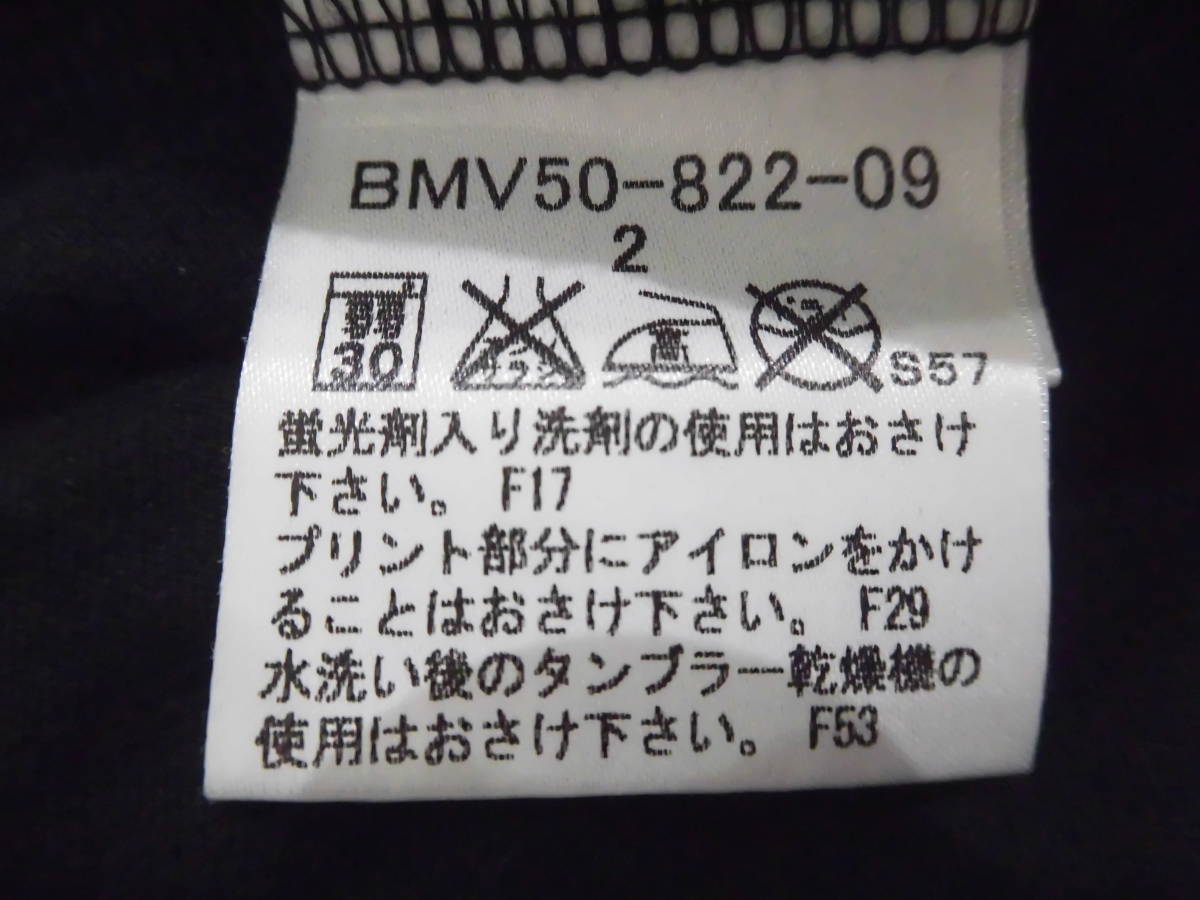 BMV50-822-09
2
30
S57
蛍光剤入り洗剤の使用はおさけ
下さい。 F17
プリント部分にアイロンをかけ
ることはおさけ下さい。 F29
水洗い後のタンブラー乾燥機の
使用はおさけ下さい。 F53